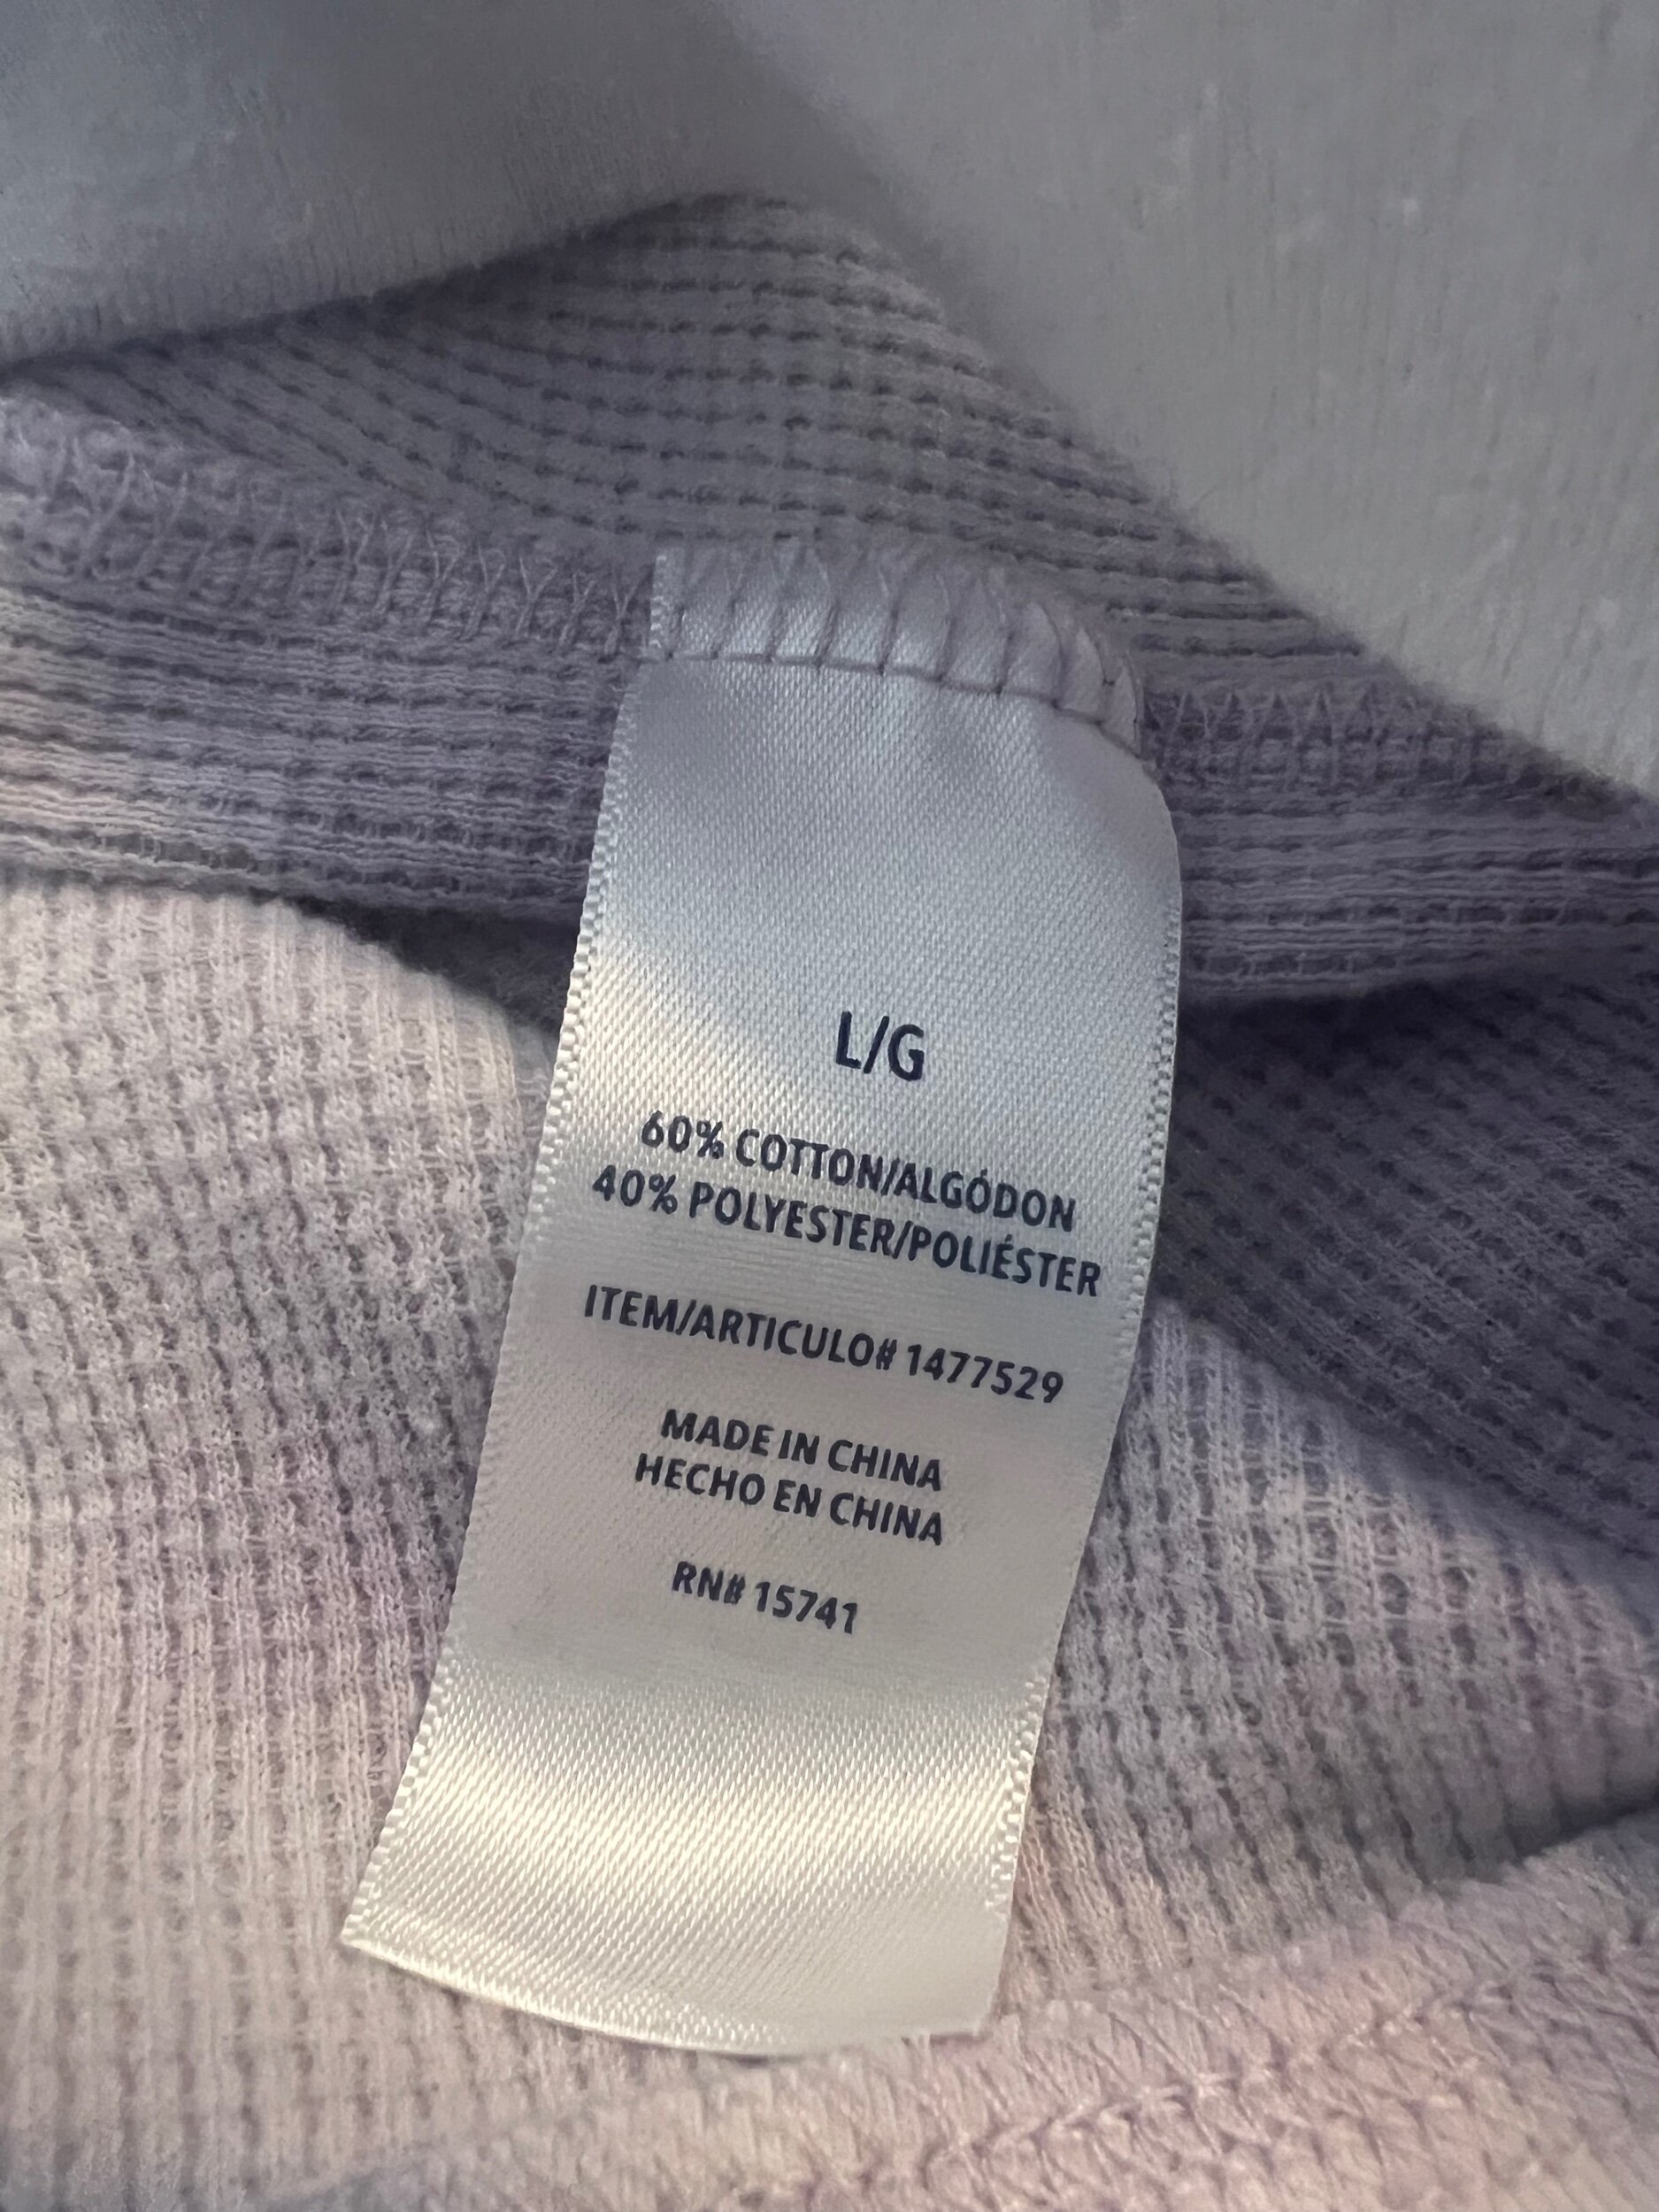 L/G
60% COTTON/ALGÓDON
40% POLYESTER/POLIÉSTER
ITEM/ARTICULO# 1477529
MADE IN CHINA
HECHO EN CHINA
RN# 15741